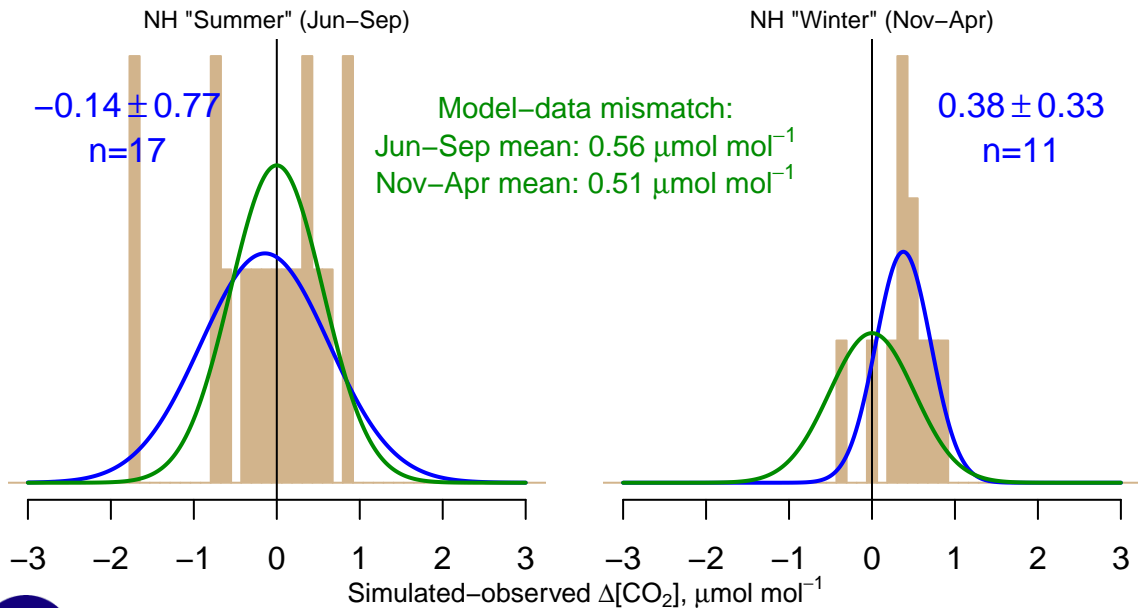 NH "Summer" (Jun−Sep)
NH "Winter" (Nov−Apr)
−0.14 ± 0.77
n=17
Model−data mismatch:
Jun−Sep mean: 0.56 μmol mol⁻¹
Nov−Apr mean: 0.51 μmol mol⁻¹
0.38 ± 0.33
n=11
−3 −2 −1 0 1 2 3
−3 −2 −1 0 1 2 3
Simulated−observed Δ[CO₂], μmol mol⁻¹